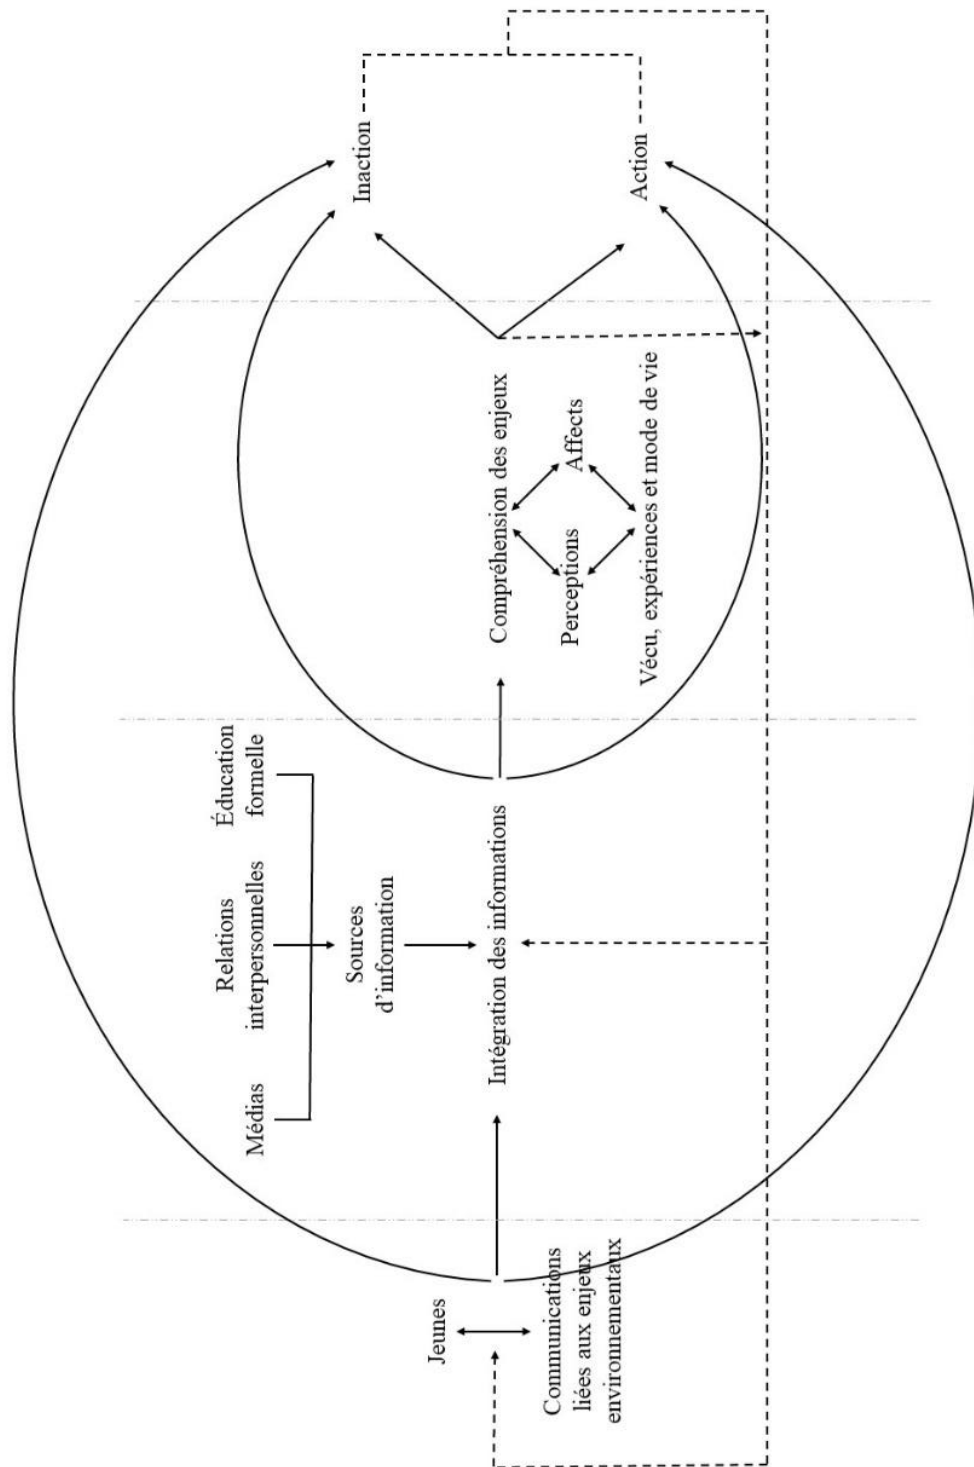 Médias
Relations
interpersonnelles
Éducation
formelle
Sources
d’information
Jeunes
Communications
liées aux enjeux
environnementaux
Intégration des informations
Compréhension des enjeux
Perceptions
Affects
Vécu, expériences et mode de vie
Inaction
Action